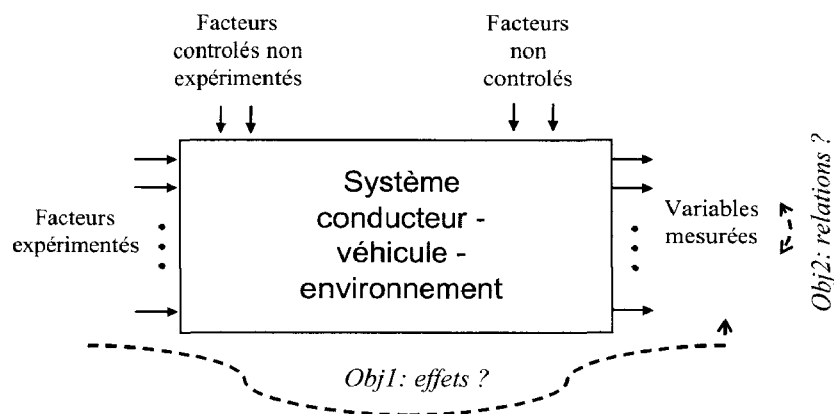 Facteurs
controlés non
expérimentés
Facteurs
non
controlés
Facteurs
expérimentés
Système
conducteur -
véhicule -
environnement
Variables
mesurées
Obj2: relations ?
Obj1: effets ?